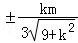 ± km / 3√(9+k²)